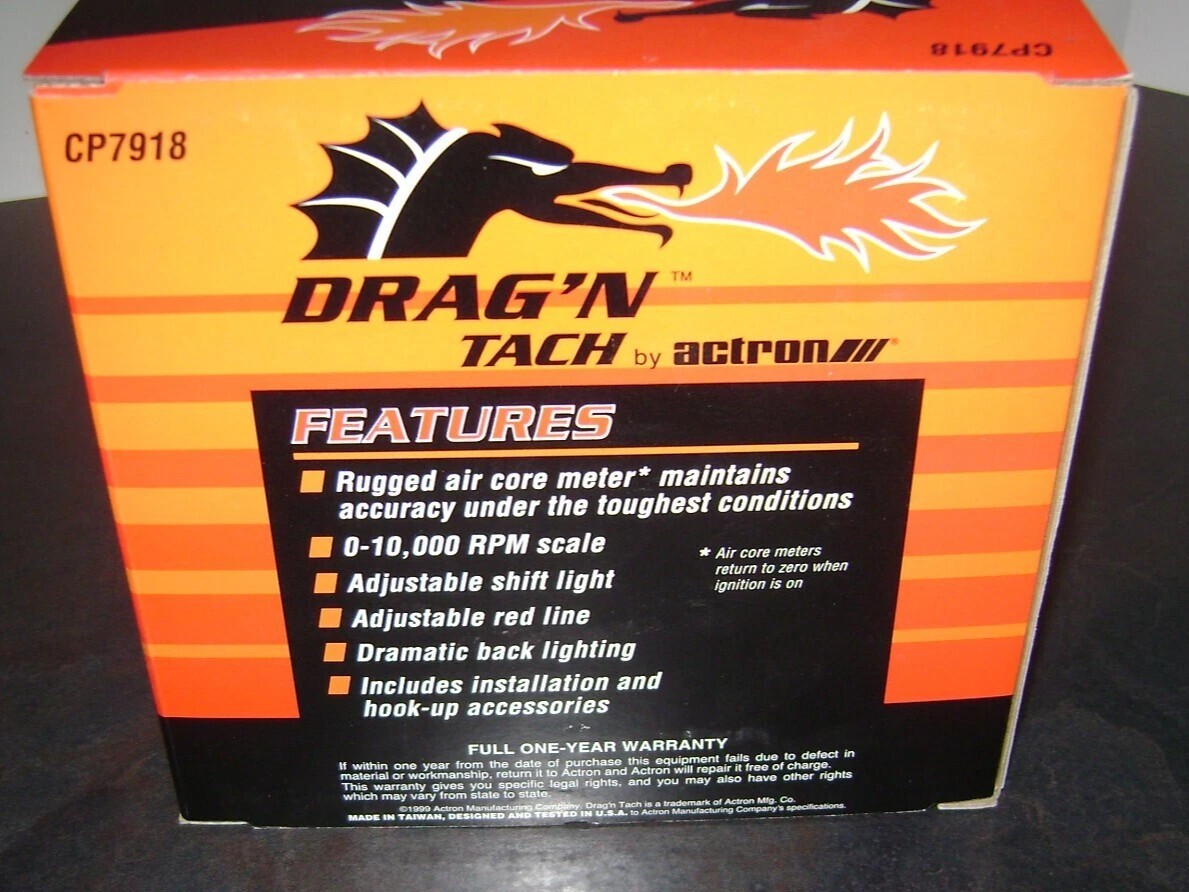 CP7918
CP7918
DRAG'N™
TACH by actron®
FEATURES
Rugged air core meter* maintains
accuracy under the toughest conditions
0-10,000 RPM scale
Adjustable shift light
Adjustable red line
Dramatic back lighting
Includes installation and
hook-up accessories
* Air core meters
return to zero when
ignition is on
FULL ONE-YEAR WARRANTY
If within one year from the date of purchase this equipment fails due to defect in
material or workmanship, return it to Actron and Actron will repair it free of charge.
This warranty gives you specific legal rights, and you may also have other rights
which may vary from state to state.
©1999 Actron Manufacturing Company. Drag'n Tach is a trademark of Actron Mfg. Co.
MADE IN TAIWAN, DESIGNED AND TESTED IN U.S.A. to Actron Manufacturing Company's specifications.